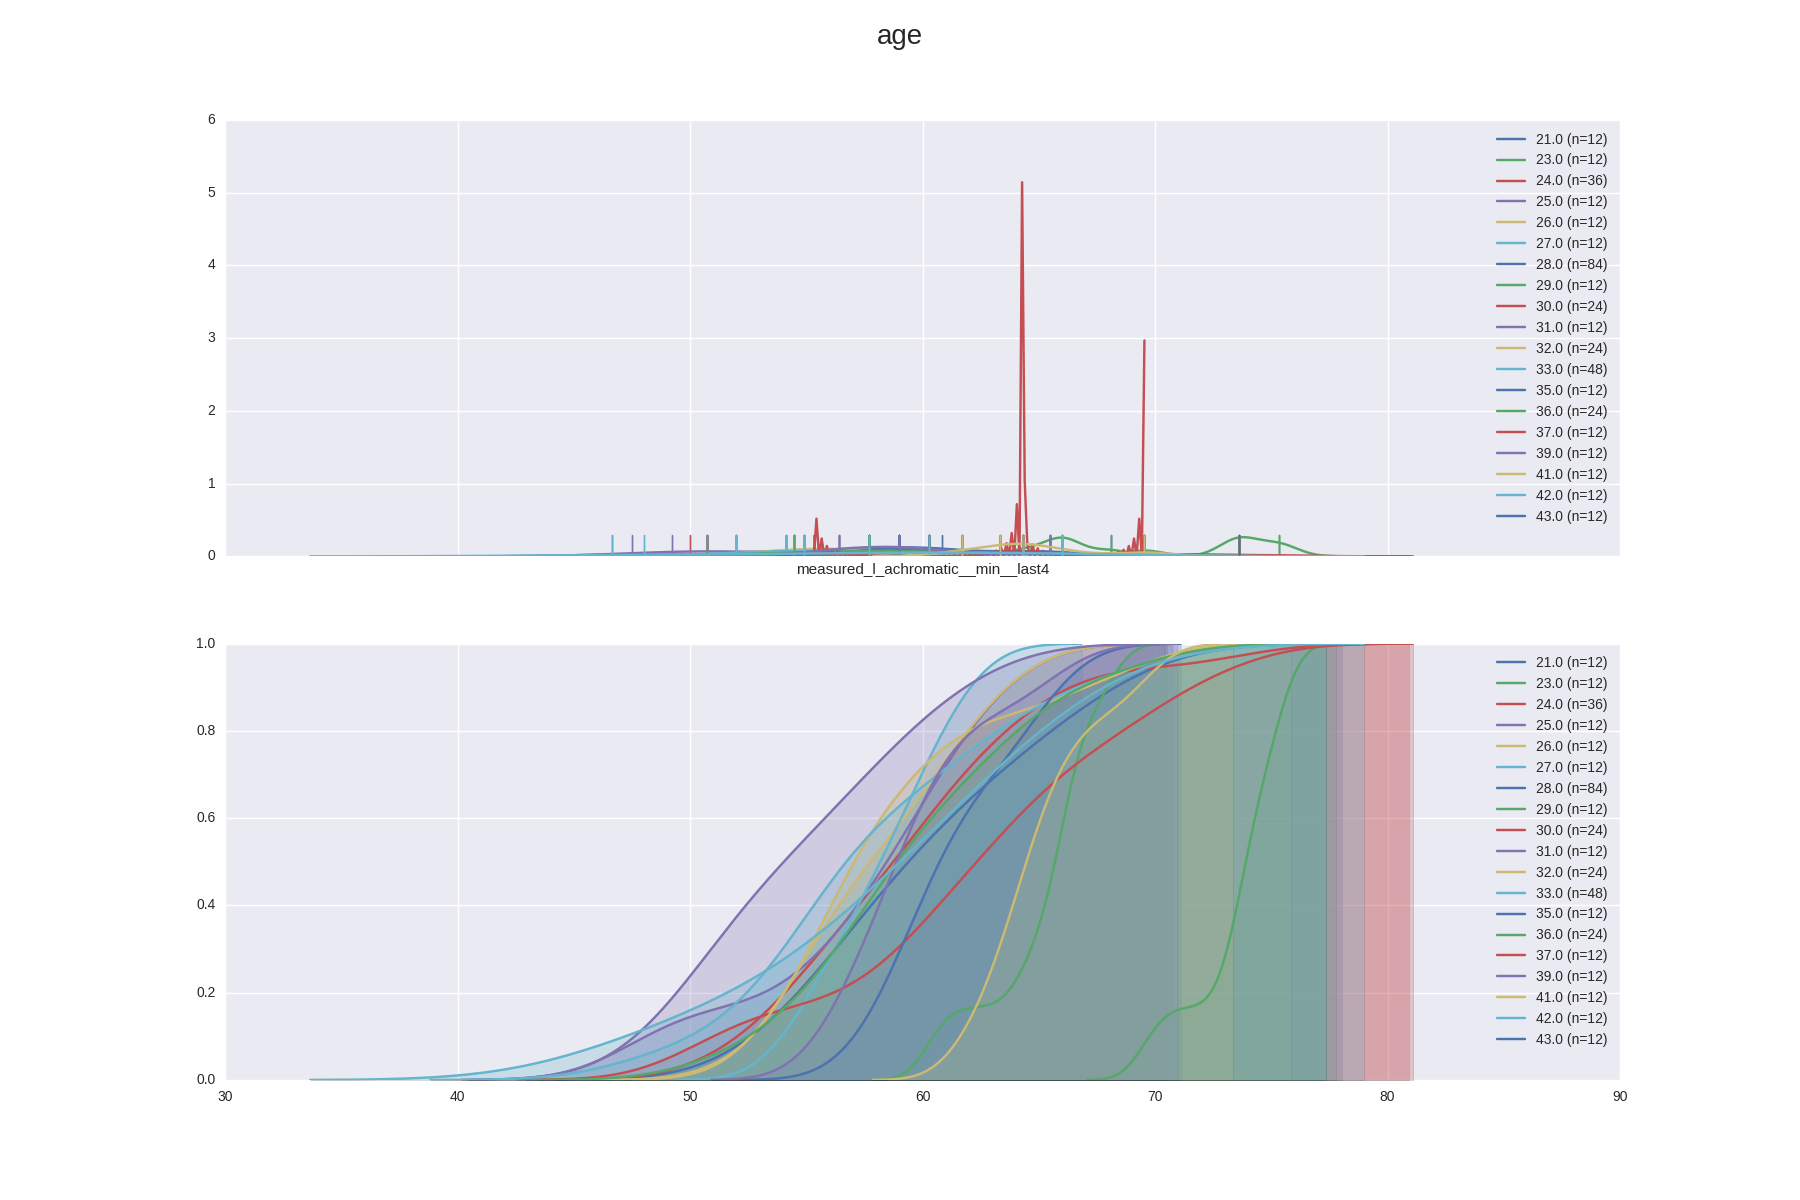 age
6
5
4
3
2
1
0
21.0 (n=12)
23.0 (n=12)
24.0 (n=36)
25.0 (n=12)
26.0 (n=12)
27.0 (n=12)
28.0 (n=84)
29.0 (n=12)
30.0 (n=24)
31.0 (n=12)
32.0 (n=24)
33.0 (n=48)
35.0 (n=12)
36.0 (n=24)
37.0 (n=12)
39.0 (n=12)
41.0 (n=12)
42.0 (n=12)
43.0 (n=12)
measured_l_achromatic__min__last4
1.0
0.8
0.6
0.4
0.2
0.0
21.0 (n=12)
23.0 (n=12)
24.0 (n=36)
25.0 (n=12)
26.0 (n=12)
27.0 (n=12)
28.0 (n=84)
29.0 (n=12)
30.0 (n=24)
31.0 (n=12)
32.0 (n=24)
33.0 (n=48)
35.0 (n=12)
36.0 (n=24)
37.0 (n=12)
39.0 (n=12)
41.0 (n=12)
42.0 (n=12)
43.0 (n=12)
30 40 50 60 70 80 90